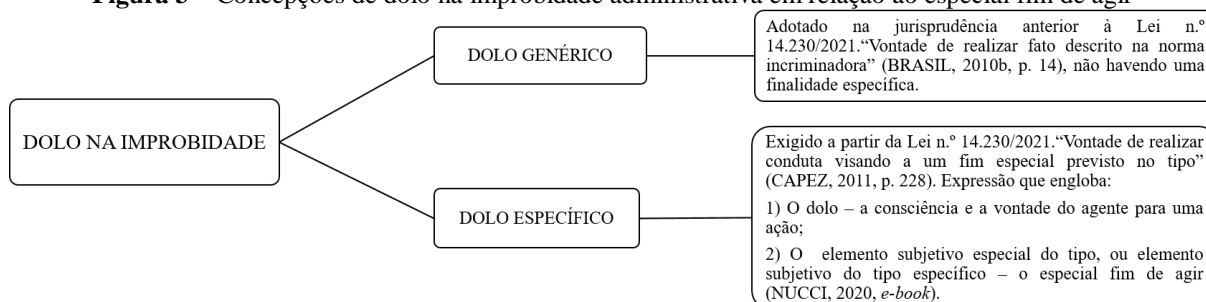 Figura 3 – Concepções de dolo na improbidade administrativa em relação ao especial fim de agir
DOLO NA IMPROBIDADE
DOLO GENÉRICO
Adotado na jurisprudência anterior à Lei n.º
14.230/2021.“Vontade de realizar fato descrito na norma
incriminadora” (BRASIL, 2010b, p. 14), não havendo uma
finalidade específica.
DOLO ESPECÍFICO
Exigido a partir da Lei n.º 14.230/2021.“Vontade de realizar
conduta visando a um fim especial previsto no tipo”
(CAPEZ, 2011, p. 228). Expressão que engloba:
1) O dolo – a consciência e a vontade do agente para uma
ação;
2) O elemento subjetivo especial do tipo, ou elemento
subjetivo do tipo específico – o especial fim de agir
(NUCCI, 2020, e-book).